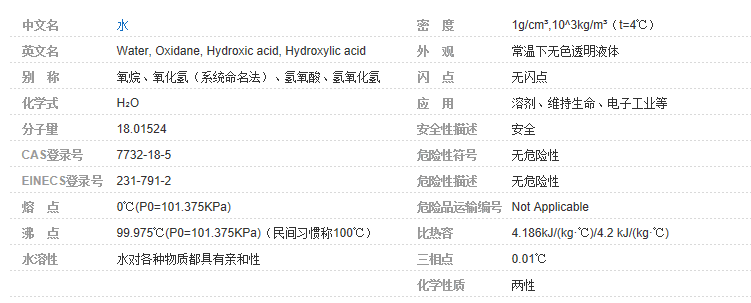 中文名 水 密 度 1g/cm³,10^3kg/m³（t=4℃）
英文名 Water, Oxidane, Hydroxic acid, Hydroxylic acid 外 观 常温下无色透明液体
别 称 氧烷、氧化氢（系统命名法）、氢氧酸、氢氧化氢 闪 点 无闪点
化学式 H₂O 应 用 溶剂、维持生命、电子工业等
分子量 18.01524 安全性描述 安全
CAS登录号 7732-18-5 危险性符号 无危险性
EINECS登录号 231-791-2 危险性描述 无危险性
熔 点 0℃(P0=101.375KPa) 危险品运输编号 Not Applicable
沸 点 99.975℃(P0=101.375KPa)（民间习惯称100℃） 比热容 4.186kJ/(kg·℃)/4.2 kJ/(kg·℃)
水溶性 水对各种物质都具有亲和性 三相点 0.01℃
化学性质 两性